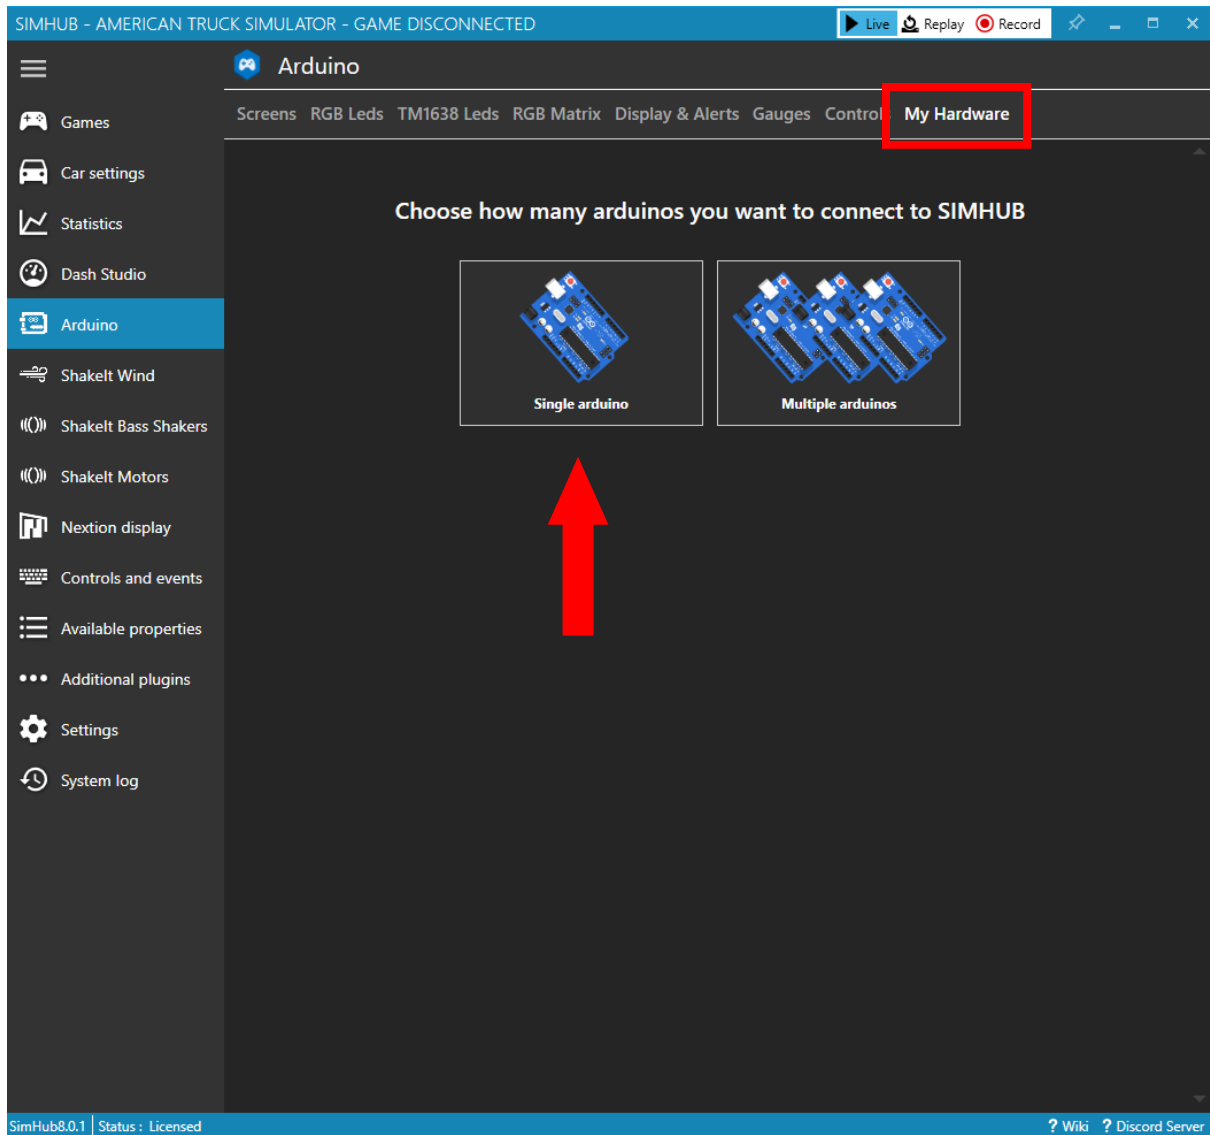 SIMHUB - AMERICAN TRUCK SIMULATOR - GAME DISCONNECTED
Live Replay Record
Arduino
Screens RGB Leds TM1638 Leds RGB Matrix Display & Alerts Gauges Control My Hardware
Games
Car settings
Statistics
Dash Studio
Arduino
ShakeIt Wind
ShakeIt Bass Shakers
ShakeIt Motors
Nextion display
Controls and events
Available properties
Additional plugins
Settings
System log
Choose how many arduinos you want to connect to SIMHUB
Single arduino
Multiple arduinos
SimHub8.0.1 Status : Licensed
? Wiki ? Discord Server